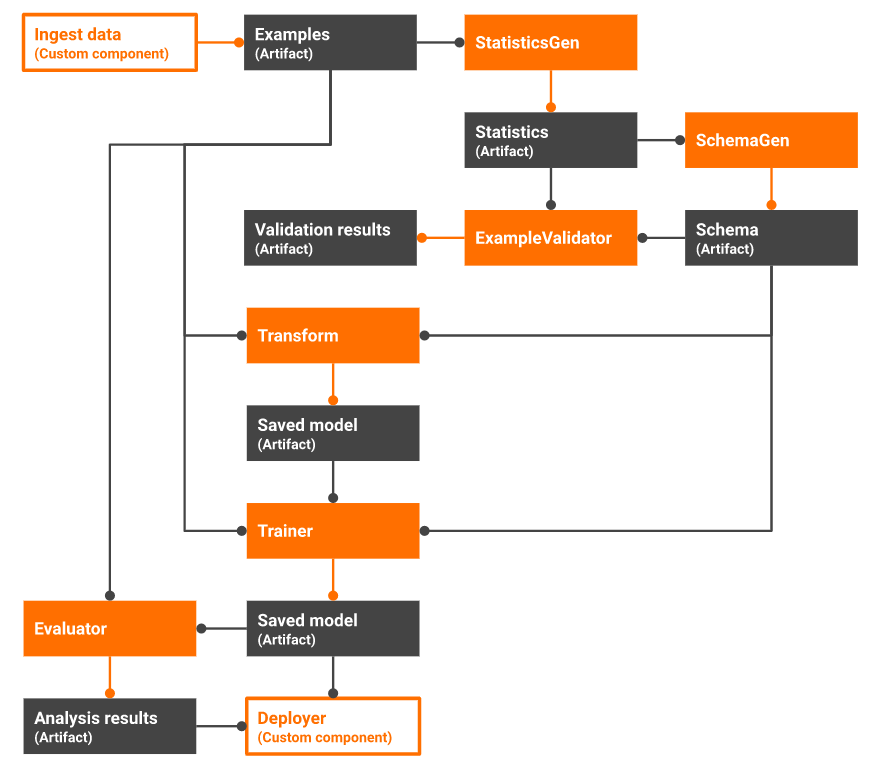 Ingest data
(Custom component)
Examples
(Artifact)
StatisticsGen
Statistics
(Artifact)
SchemaGen
Validation results
(Artifact)
ExampleValidator
Schema
(Artifact)
Transform
Saved model
(Artifact)
Trainer
Evaluator
Saved model
(Artifact)
Analysis results
(Artifact)
Deployer
(Custom component)